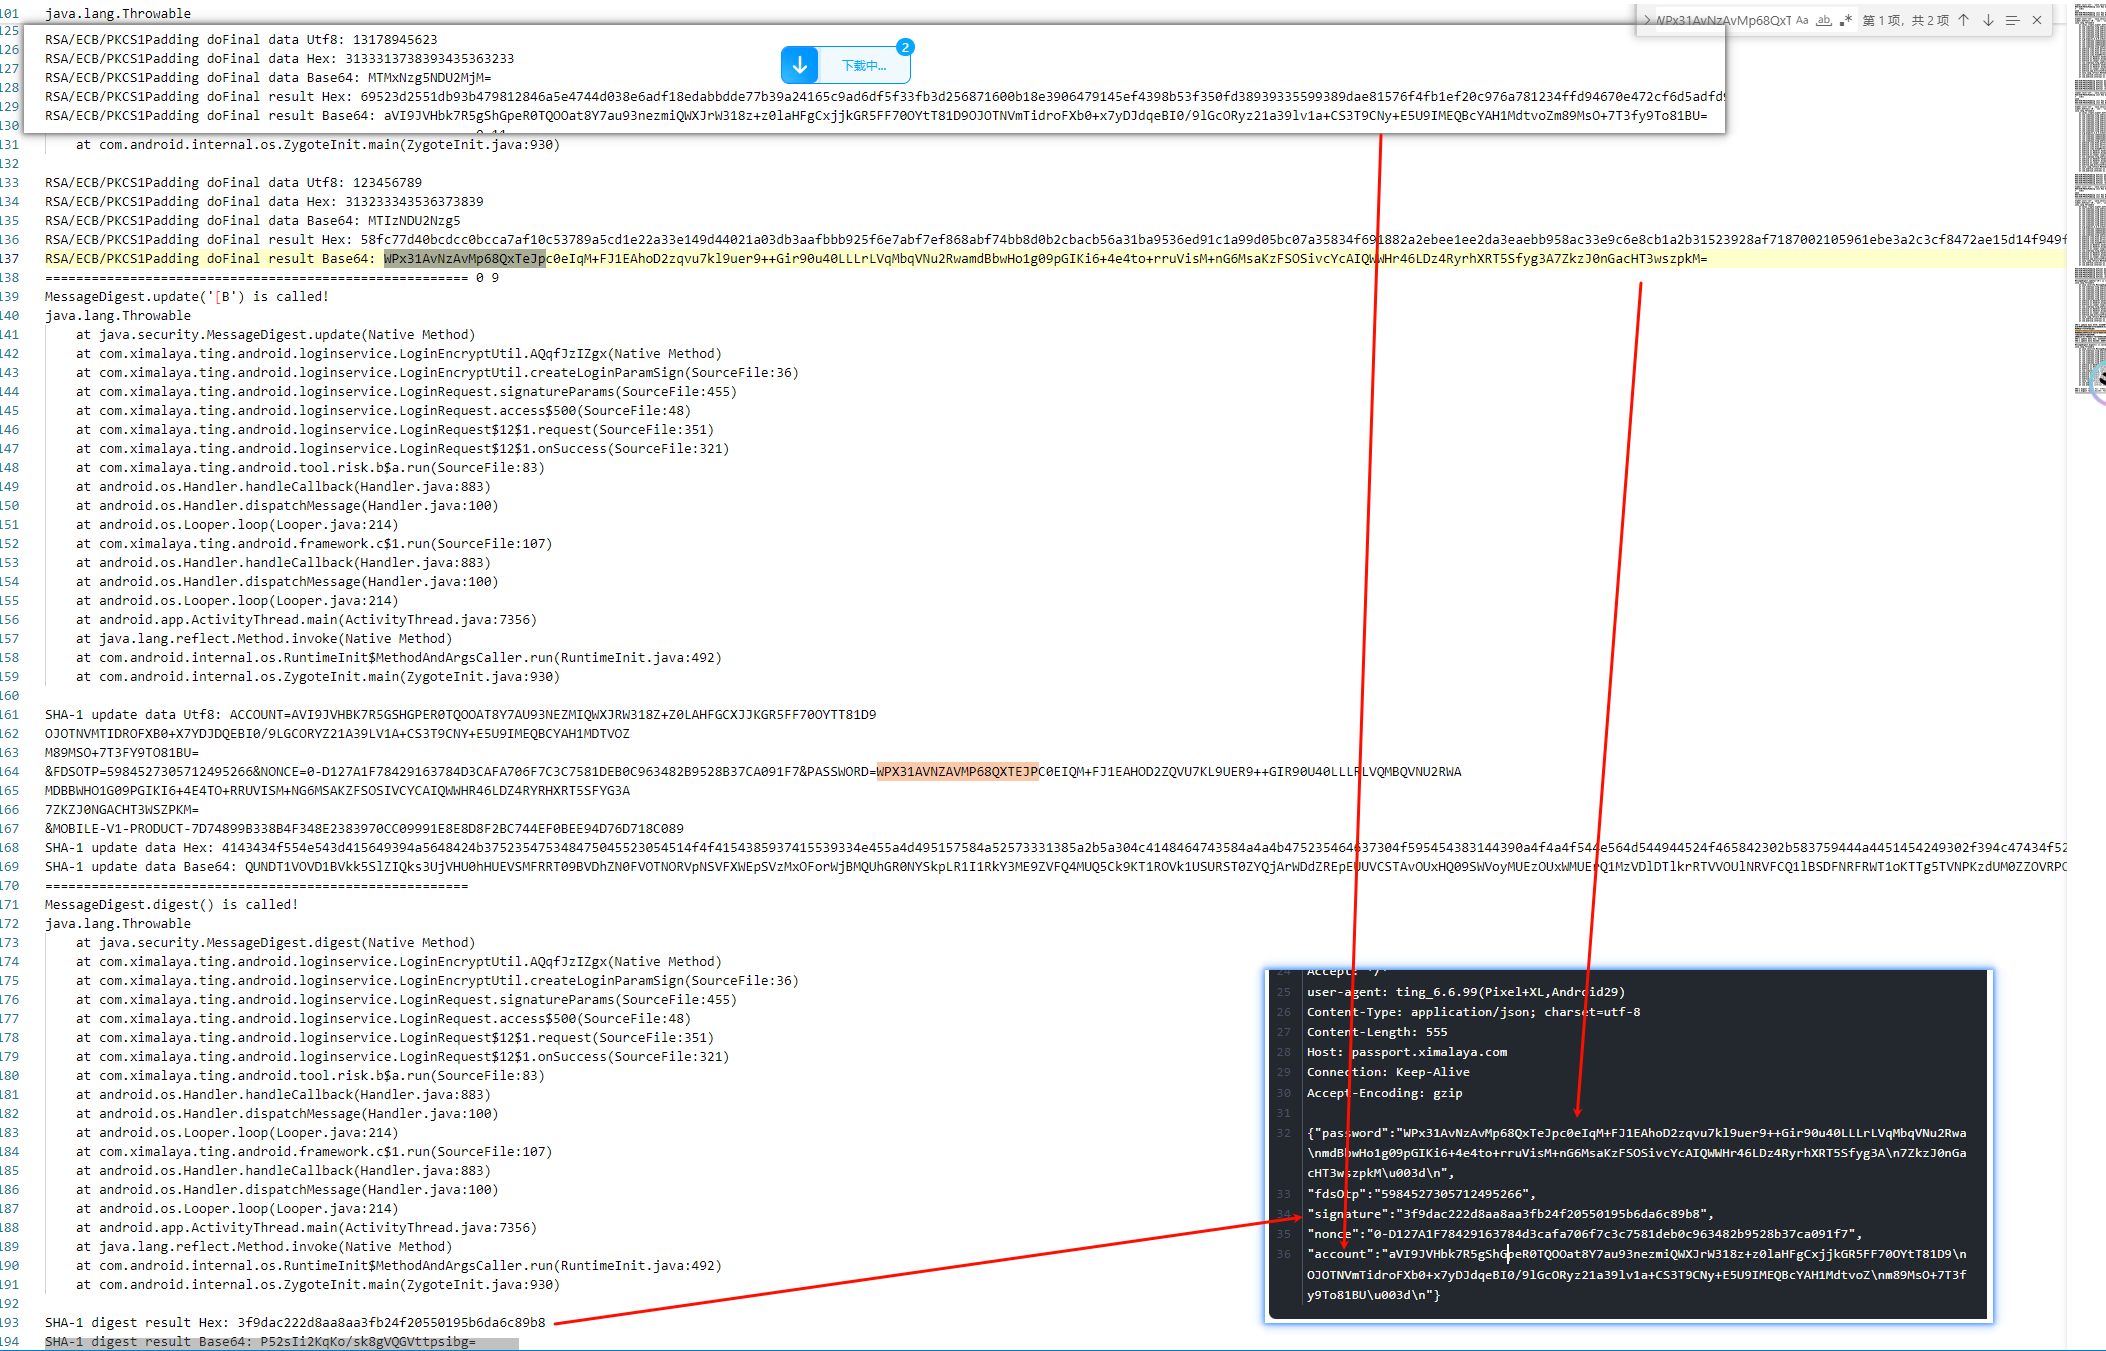 101 java.lang.Throwable
WPx31AvNzAvMp68QxT Aa ab .* 第 1 项, 共 2 项
125
126 RSA/ECB/PKCS1Padding doFinal data Utf8: 13178945623
127 RSA/ECB/PKCS1Padding doFinal data Hex: 3133313738393435363233
128 RSA/ECB/PKCS1Padding doFinal data Base64: MTMxNzg5NDU2MjM=
129 RSA/ECB/PKCS1Padding doFinal result Hex: 69523d2551db93b479812846a5e4744d038e6adf18edabbdde77b39a24165c9ad6df5f33fb3d256871600b18e3906479145ef4398b53f350fd38939335599389dae81576f4fb1ef20c976a781234ffd94670e472cf6d5adfd9
130 RSA/ECB/PKCS1Padding doFinal result Base64: aVI9JVHbk7R5gShGpeR0TQOOat8Y7au93nezmiQWXJrW318z+z0laHFgCxjjkGR5FF70OYtT81D9OJOTNVmTidroFXb0+x7yDJdqeBI0/9lGcORyz21a39lv1a+CS3T9CNy+E5U9IMEQBcYAH1MdtvoZm89MsO+7T3fy9To81BU=
2
下载中...
131 at com.android.internal.os.ZygoteInit.main(ZygoteInit.java:930)
132
133 RSA/ECB/PKCS1Padding doFinal data Utf8: 123456789
134 RSA/ECB/PKCS1Padding doFinal data Hex: 313233343536373839
135 RSA/ECB/PKCS1Padding doFinal data Base64: MTIzNDU2Nzg5
136 RSA/ECB/PKCS1Padding doFinal result Hex: 58fc77d40bcdcc0bcca7af10c53789a5cd1e22a33e149d44021a03db3aafbbb925f6e7abf7ef868abf74bb8d0b2cbacb56a31ba9536ed91c1a99d05bc07a35834f691882a2ebee1ee2da3eaebb958ac33e9c6e8cb1a2b31523928af7187002105961ebe3a2c3cf8472ae15d14f949f
137 RSA/ECB/PKCS1Padding doFinal result Base64: WPx31AvNzAvMp68QxTeJpc0eIqM+FJ1EAhoD2zqvu7kl9uer9++Gir90u40LLLrLVqMbqVNu2RwamdBbwHo1g09pGIKi6+4e4to+rruVisM+nG6MsaKzFSOSivcYcAIQWWHr46LDz4RyrhXRT5Sfyg3A7ZkzJ0nGacHT3wszpkM=
138 ======================================================= 0 9
139 MessageDigest.update('[B') is called!
140 java.lang.Throwable
141 at java.security.MessageDigest.update(Native Method)
142 at com.ximalaya.ting.android.loginservice.LoginEncryptUtil.AQqfJzIZgx(Native Method)
143 at com.ximalaya.ting.android.loginservice.LoginEncryptUtil.createLoginParamSign(SourceFile:36)
144 at com.ximalaya.ting.android.loginservice.LoginRequest.signatureParams(SourceFile:455)
145 at com.ximalaya.ting.android.loginservice.LoginRequest.access$500(SourceFile:48)
146 at com.ximalaya.ting.android.loginservice.LoginRequest$12$1.request(SourceFile:351)
147 at com.ximalaya.ting.android.loginservice.LoginRequest$12$1.onSuccess(SourceFile:321)
148 at com.ximalaya.ting.android.tool.risk.b$a.run(SourceFile:83)
149 at android.os.Handler.handleCallback(Handler.java:883)
150 at android.os.Handler.dispatchMessage(Handler.java:100)
151 at android.os.Looper.loop(Looper.java:214)
152 at com.ximalaya.ting.android.framework.c$1.run(SourceFile:107)
153 at android.os.Handler.handleCallback(Handler.java:883)
154 at android.os.Handler.dispatchMessage(Handler.java:100)
155 at android.os.Looper.loop(Looper.java:214)
156 at android.app.ActivityThread.main(ActivityThread.java:7356)
157 at java.lang.reflect.Method.invoke(Native Method)
158 at com.android.internal.os.RuntimeInit$MethodAndArgsCaller.run(RuntimeInit.java:492)
159 at com.android.internal.os.ZygoteInit.main(ZygoteInit.java:930)
160
161 SHA-1 update data Utf8: ACCOUNT=AVI9JVHBK7R5GSHGPER0TQOOAT8Y7AU93NEZMIQWXJRW318Z+Z0LAHFGCXJJKGR5FF70OYTT81D9
162 OJOTNVMTIDROFXB0+X7YDJDQEBI0/9LGCORYZ21A39LV1A+CS3T9CNY+E5U9IMEQBCYAH1MDTVOZ
163 M89MSO+7T3FY9TO81BU=
164 &FDSOTP=5984527305712495266&NONCE=0-D127A1F78429163784D3CAFA706F7C3C7581DEB0C963482B9528B37CA091F7&PASSWORD=WPX31AVNZAVMP68QXTEJPC0EIQM+FJ1EAHOD2ZQVU7KL9UER9++GIR90U40LLLRLVQMBQVNU2RWA
165 MDBBWHO1G09PGIKI6+4E4TO+RRUVISM+NG6MSAKZFSOSIVCYCAIQWWHR46LDZ4RYRHXRT5SFYG3A
166 7ZKZJ0NGACHT3WSZPKM=
167 &MOBILE-V1-PRODUCT-7D74899B338B4F348E2383970CC09991E8E8D8F2BC744EF0BEE94D76D718C089
168 SHA-1 update data Hex:
169 SHA-1 update data Base64:
170 =======================================================
171 MessageDigest.digest() is called!
172 java.lang.Throwable
173 at java.security.MessageDigest.digest(Native Method)
174 at com.ximalaya.ting.android.loginservice.LoginEncryptUtil.AQqfJzIZgx(Native Method)
175 at com.ximalaya.ting.android.loginservice.LoginEncryptUtil.createLoginParamSign(SourceFile:36)
176 at com.ximalaya.ting.android.loginservice.LoginRequest.signatureParams(SourceFile:455)
177 at com.ximalaya.ting.android.loginservice.LoginRequest.access$500(SourceFile:48)
178 at com.ximalaya.ting.android.loginservice.LoginRequest$12$1.request(SourceFile:351)
179 at com.ximalaya.ting.android.loginservice.LoginRequest$12$1.onSuccess(SourceFile:321)
180 at com.ximalaya.ting.android.tool.risk.b$a.run(SourceFile:83)
181 at android.os.Handler.handleCallback(Handler.java:883)
182 at android.os.Handler.dispatchMessage(Handler.java:100)
183 at android.os.Looper.loop(Looper.java:214)
184 at com.ximalaya.ting.android.framework.c$1.run(SourceFile:107)
185 at android.os.Handler.handleCallback(Handler.java:883)
186 at android.os.Handler.dispatchMessage(Handler.java:100)
187 at android.os.Looper.loop(Looper.java:214)
188 at android.app.ActivityThread.main(ActivityThread.java:7356)
189 at java.lang.reflect.Method.invoke(Native Method)
190 at com.android.internal.os.RuntimeInit$MethodAndArgsCaller.run(RuntimeInit.java:492)
191 at com.android.internal.os.ZygoteInit.main(ZygoteInit.java:930)
192
193 SHA-1 digest result Hex: 3f9dac222d8aa8aa3fb24f20550195b6da6c89b8
194 SHA-1 digest result Base64: P52sIi2KqKo/sk8gVQGVttpsibg=
24 Accept: */*
25 user-agent: ting_6.6.99(Pixel+XL,Android29)
26 Content-Type: application/json; charset=utf-8
27 Content-Length: 555
28 Host: passport.ximalaya.com
29 Connection: Keep-Alive
30 Accept-Encoding: gzip
31
32 {"password":"WPx31AvNzAvMp68QxTeJpc0eIqM+FJ1EAhoD2zqvu7kl9uer9++Gir90u40LLLrLVqMbqVNu2Rwa
\nmdBbwHo1g09pGIKi6+4e4to+rruVisM+nG6MsaKzFSOSivcYcAIQWWHr46LDz4RyrhXRT5Sfyg3A\n7ZkzJ0nGa
cHT3wszpkM\u003d\n",
33 "fdsOtp":"5984527305712495266",
34 "signature":"3f9dac222d8aa8aa3fb24f20550195b6da6c89b8",
35 "nonce":"0-D127A1F78429163784d3cafa706f7c3c7581deb0c963482b9528b37ca091f7",
36 "account":"aVI9JVHbk7R5gShGpeR0TQOOat8Y7au93nezmiQWXJrW318z+z0laHFgCxjjkGR5FF70OYtT81D9\n
OJOTNVmTidroFXb0+x7yDJdqeBI0/9lGcORyz21a39lv1a+CS3T9CNy+E5U9IMEQBcYAH1MdtvoZ\nm89MsO+7T3f
y9To81BU\u003d\n"}